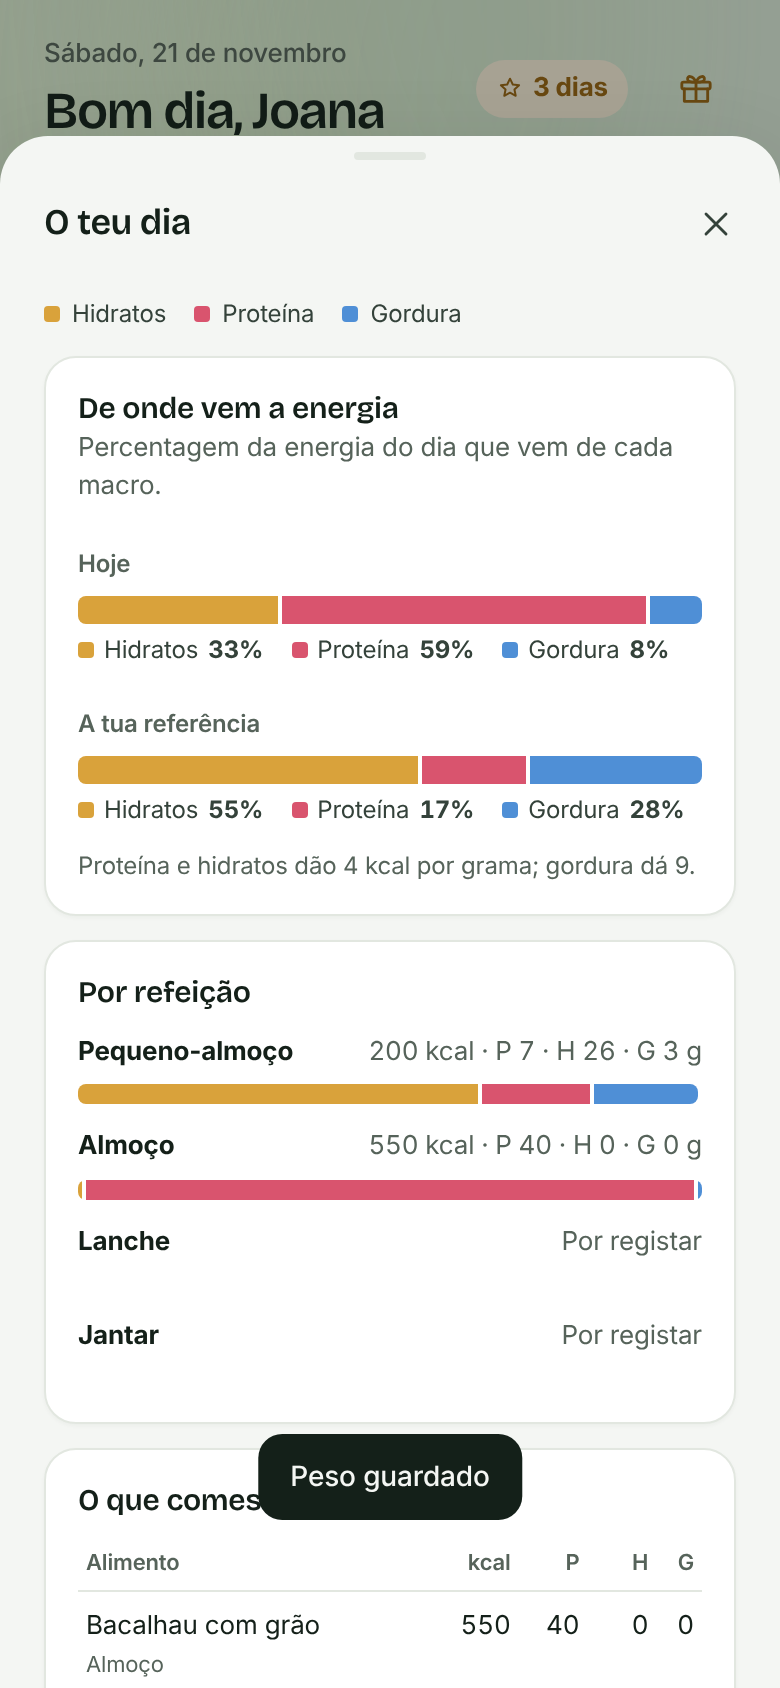 Sábado, 21 de novembro
Bom dia, Joana
3 dias
O teu dia
Hidratos Proteína Gordura
De onde vem a energia
Percentagem da energia do dia que vem de cada
macro.
Hoje
Hidratos 33% Proteína 59% Gordura 8%
A tua referência
Hidratos 55% Proteína 17% Gordura 28%
Proteína e hidratos dão 4 kcal por grama; gordura dá 9.
Por refeição
Pequeno-almoço 200 kcal · P 7 · H 26 · G 3 g
Almoço 550 kcal · P 40 · H 0 · G 0 g
Lanche Por registar
Jantar Por registar
Peso guardado
O que
Alimento kcal P H G
Bacalhau com grão 550 40 0 0
Almoço